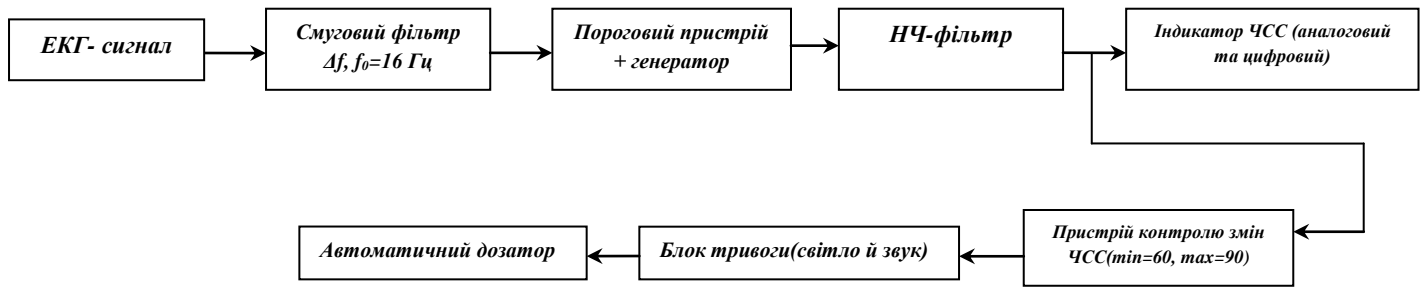 ЕКГ- сигнал
Смуговий фільтр
Δf, f₀=16 Гц
Пороговий пристрій
+ генератор
НЧ-фільтр
Індикатор ЧСС (аналоговий
та цифровий)
Автоматичний дозатор
Блок тривоги(світло й звук)
Пристрій контролю змін
ЧСС(min=60, max=90)